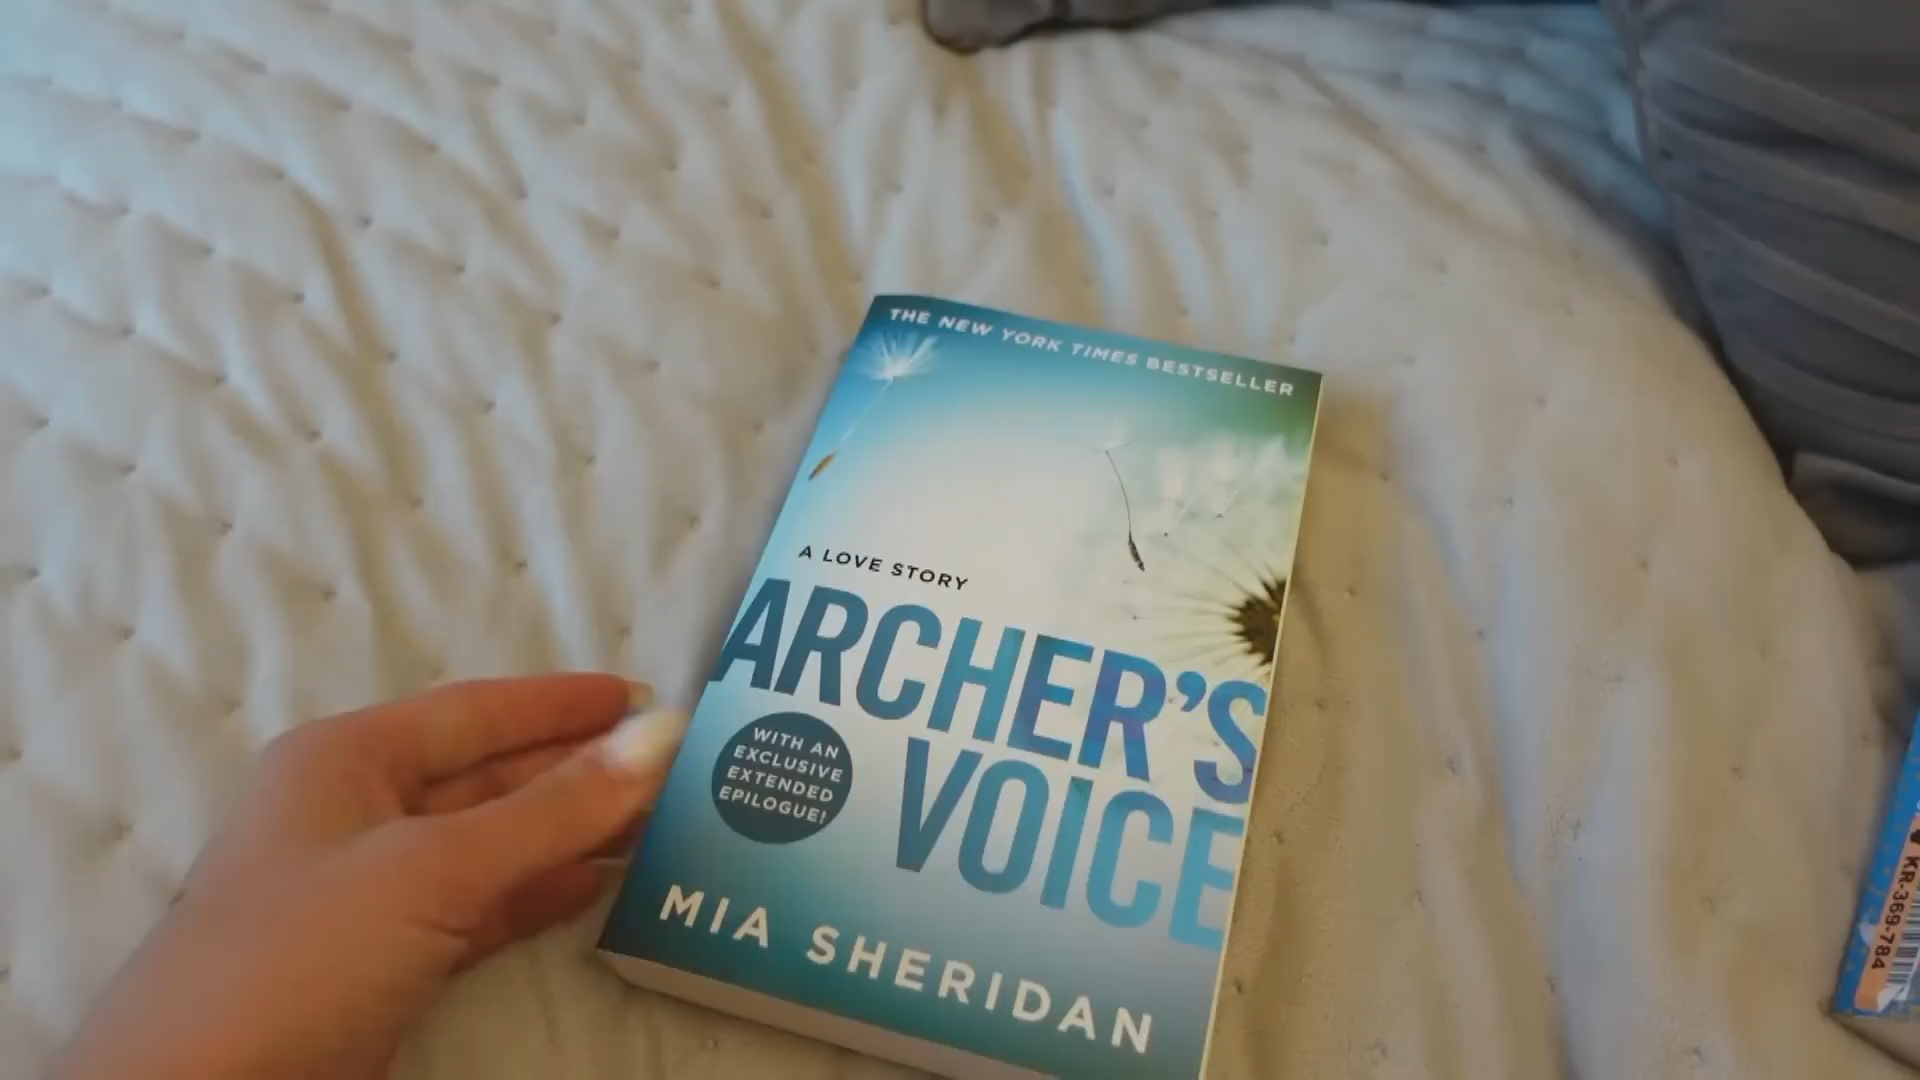 THE NEW YORK TIMES BESTSELLER
A LOVE STORY
ARCHER'S
VOICE
WITH AN
EXCLUSIVE
EXTENDED
EPILOGUE!
MIA SHERIDAN
KR-369-784